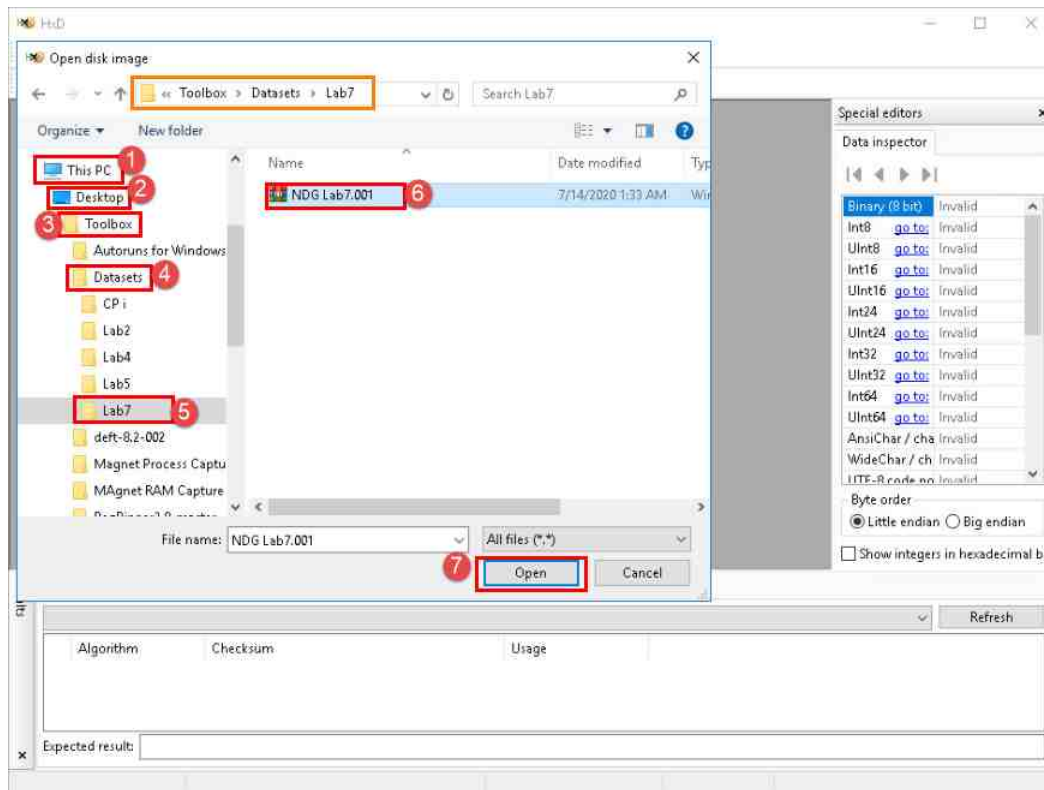 HxD
Open disk image
« Toolbox > Datasets > Lab7
Search Lab7
Organize
New folder
This PC 1
Desktop 2
3 Toolbox
Autoruns for Windows
Datasets 4
CP i
Lab2
Lab4
Lab5
Lab7 5
deft-8.2-002
Magnet Process Captu
MAgnet RAM Capture
Name Date modified Typ
NDG Lab7.001 6 7/14/2020 1:33 AM Wir
File name: NDG Lab7.001 All files (*.*)
7 Open Cancel
Special editors
Data inspector
Binary (8 bit) Invalid
Int8 go to: Invalid
UInt8 go to: Invalid
Int16 go to: Invalid
UInt16 go to: Invalid
Int24 go to: Invalid
UInt24 go to: Invalid
Int32 go to: Invalid
UInt32 go to: Invalid
Int64 go to: Invalid
UInt64 go to: Invalid
AnsiChar / cha Invalid
WideChar / ch Invalid
UTF-8 code po Invalid
Byte order
Little endian Big endian
Show integers in hexadecimal b
Refresh
Algorithm Checksum Usage
Expected result: